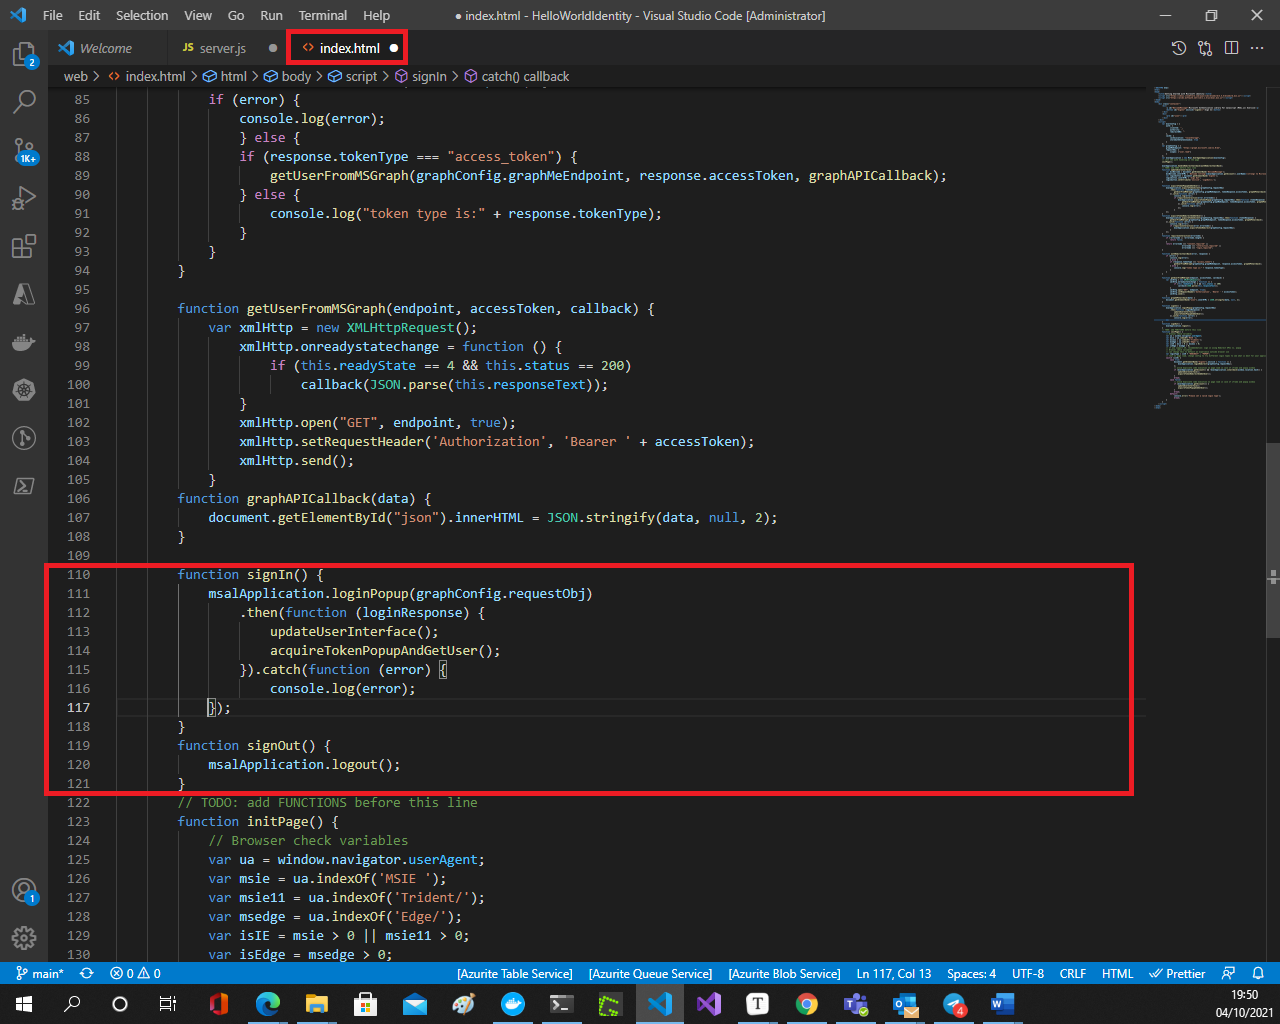 File Edit Selection View Go Run Terminal Help ● index.html - HelloWorldIdentity - Visual Studio Code [Administrator]
Welcome JS server.js ● <> index.html ●
web > <> index.html > html > body > script > signIn > catch() callback
85 if (error) {
86 console.log(error);
87 } else {
88 if (response.tokenType === "access_token") {
89 getUserFromMSGraph(graphConfig.graphMeEndpoint, response.accessToken, graphAPICallback);
90 } else {
91 console.log("token type is:" + response.tokenType);
92 }
93 }
94 }
95
96 function getUserFromMSGraph(endpoint, accessToken, callback) {
97 var xmlHttp = new XMLHttpRequest();
98 xmlHttp.onreadystatechange = function () {
99 if (this.readyState == 4 && this.status == 200)
100 callback(JSON.parse(this.responseText));
101 }
102 xmlHttp.open("GET", endpoint, true);
103 xmlHttp.setRequestHeader('Authorization', 'Bearer ' + accessToken);
104 xmlHttp.send();
105 }
106 function graphAPICallback(data) {
107 document.getElementById("json").innerHTML = JSON.stringify(data, null, 2);
108 }
109
110 function signIn() {
111 msalApplication.loginPopup(graphConfig.requestObj)
112 .then(function (loginResponse) {
113 updateUserInterface();
114 acquireTokenPopupAndGetUser();
115 }).catch(function (error) {
116 console.log(error);
117 });
118 }
119 function signOut() {
120 msalApplication.logout();
121 }
122 // TODO: add FUNCTIONS before this line
123 function initPage() {
124 // Browser check variables
125 var ua = window.navigator.userAgent;
126 var msie = ua.indexOf('MSIE ');
127 var msie11 = ua.indexOf('Trident/');
128 var msedge = ua.indexOf('Edge/');
129 var isIE = msie > 0 || msie11 > 0;
130 var isEdge = msedge > 0;
2
1K+
1
main* 0 0 [Azurite Table Service] [Azurite Queue Service] [Azurite Blob Service] Ln 117, Col 13 Spaces: 4 UTF-8 CRLF HTML Prettier
T 4
19:50
04/10/2021